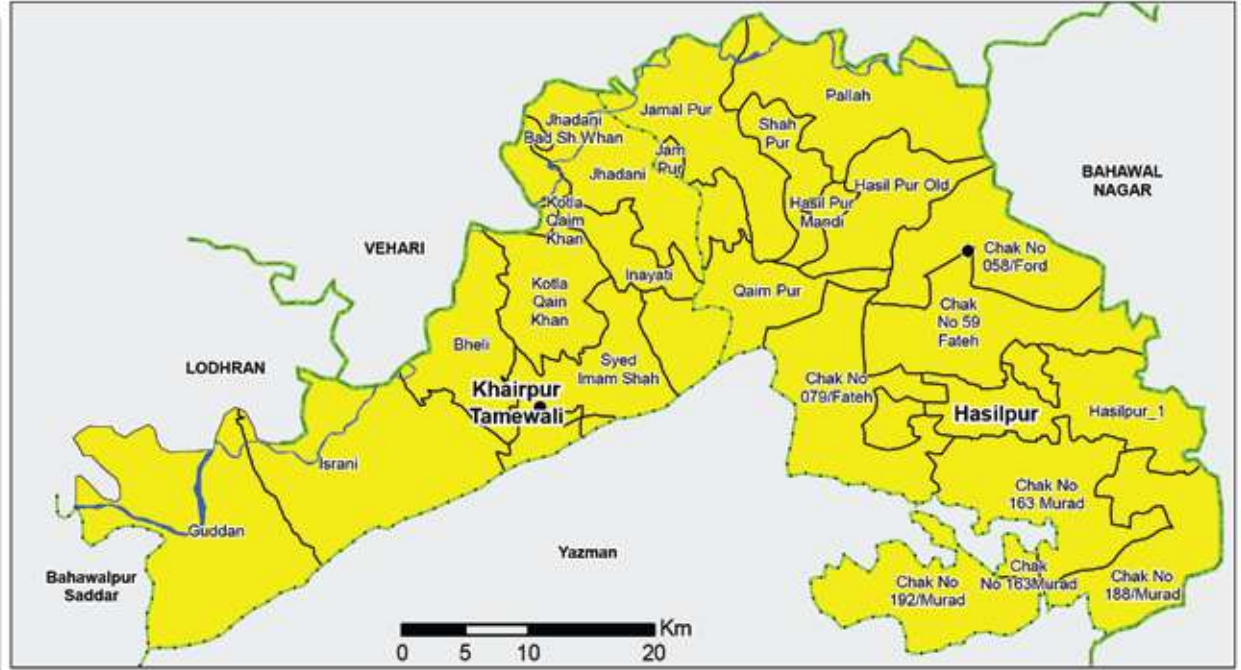 Pallah
Jamal Pur
Jhadani
Bad Sh.Whan
Shah
Pur
Jam
Pur
Jhadani
BAHAWAL
NAGAR
Hasil Pur Old
Hasil Pur
Mandi
Kotla
Qaim
Khan
VEHARI
Chak No
058/Ford
Inayati
Kotla
Qain
Khan
Qaim Pur
Chak
No 59
Fateh
Bheli
Syed
Imam Shah
LODHRAN
Khairpur
Tamewali
Chak No
079/Fateh
Hasilpur
Hasilpur_1
Israni
Chak No
163 Murad
Guddan
Yazman
Bahawalpur
Saddar
Chak No
192/Murad
Chak
No 163Murad
Chak No
188/Murad
Km
0 5 10 20